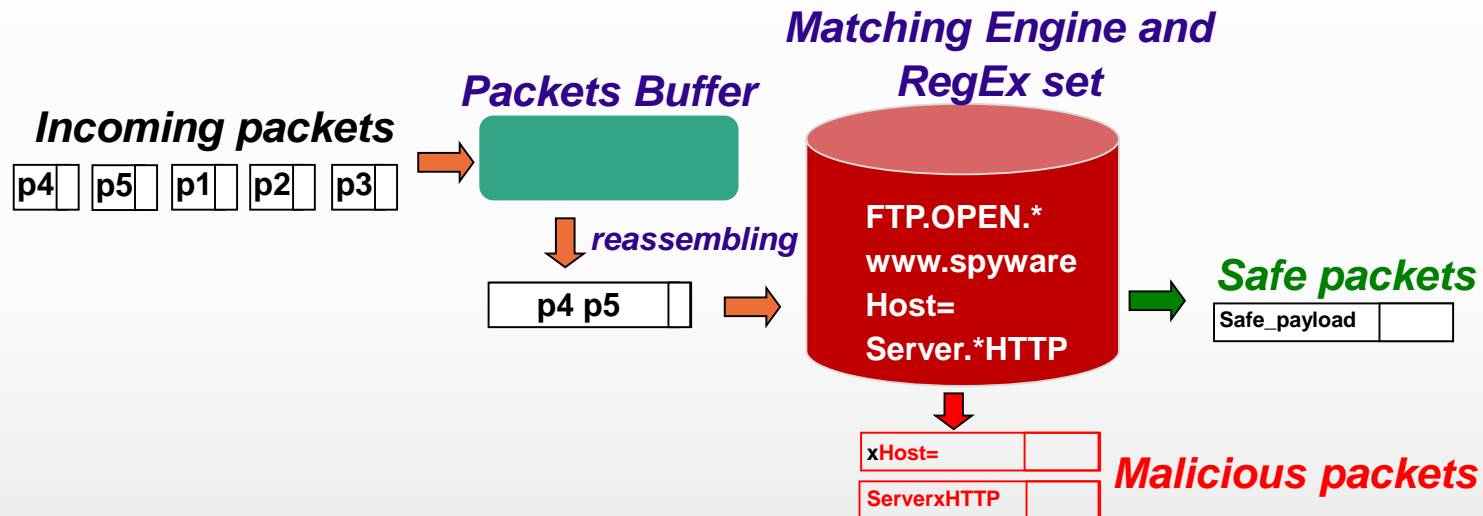 Matching Engine and
RegEx set
Packets Buffer
Incoming packets
p4 p5 p1 p2 p3
reassembling
p4 p5
FTP.OPEN.*
www.spyware
Host=
Server.*HTTP
Safe packets
Safe_payload
xHost=
ServerxHTTP
Malicious packets